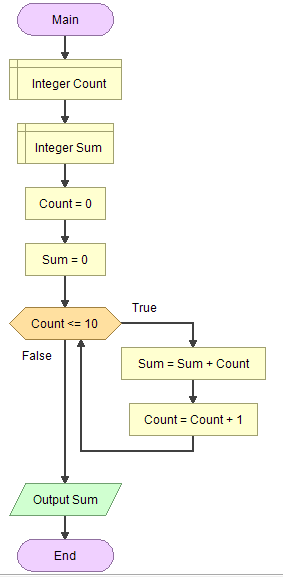 Main
Integer Count
Integer Sum
Count = 0
Sum = 0
Count <= 10
True
False
Sum = Sum + Count
Count = Count + 1
Output Sum
End